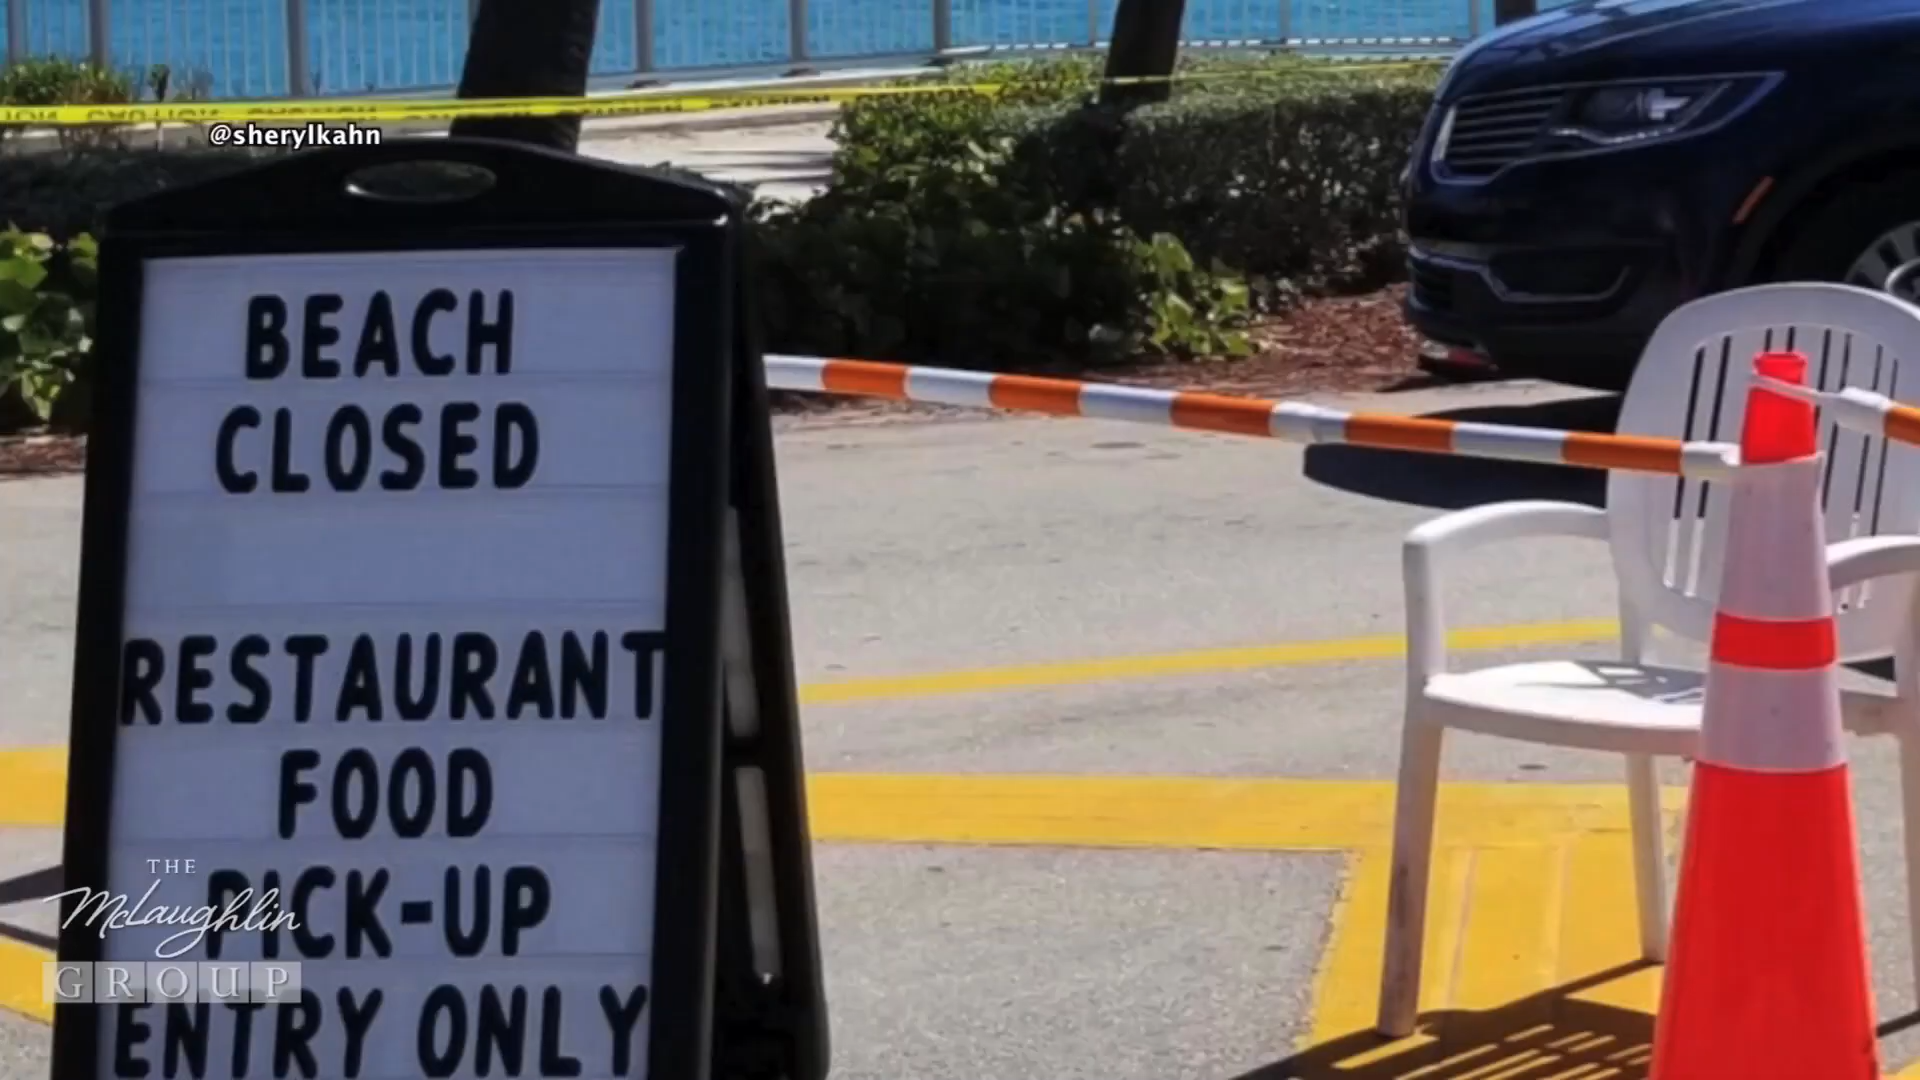 @sherylkahn
BEACH
CLOSED
RESTAURANT
FOOD
PICK-UP
ENTRY ONLY
THE
McLaughlin
GROUP